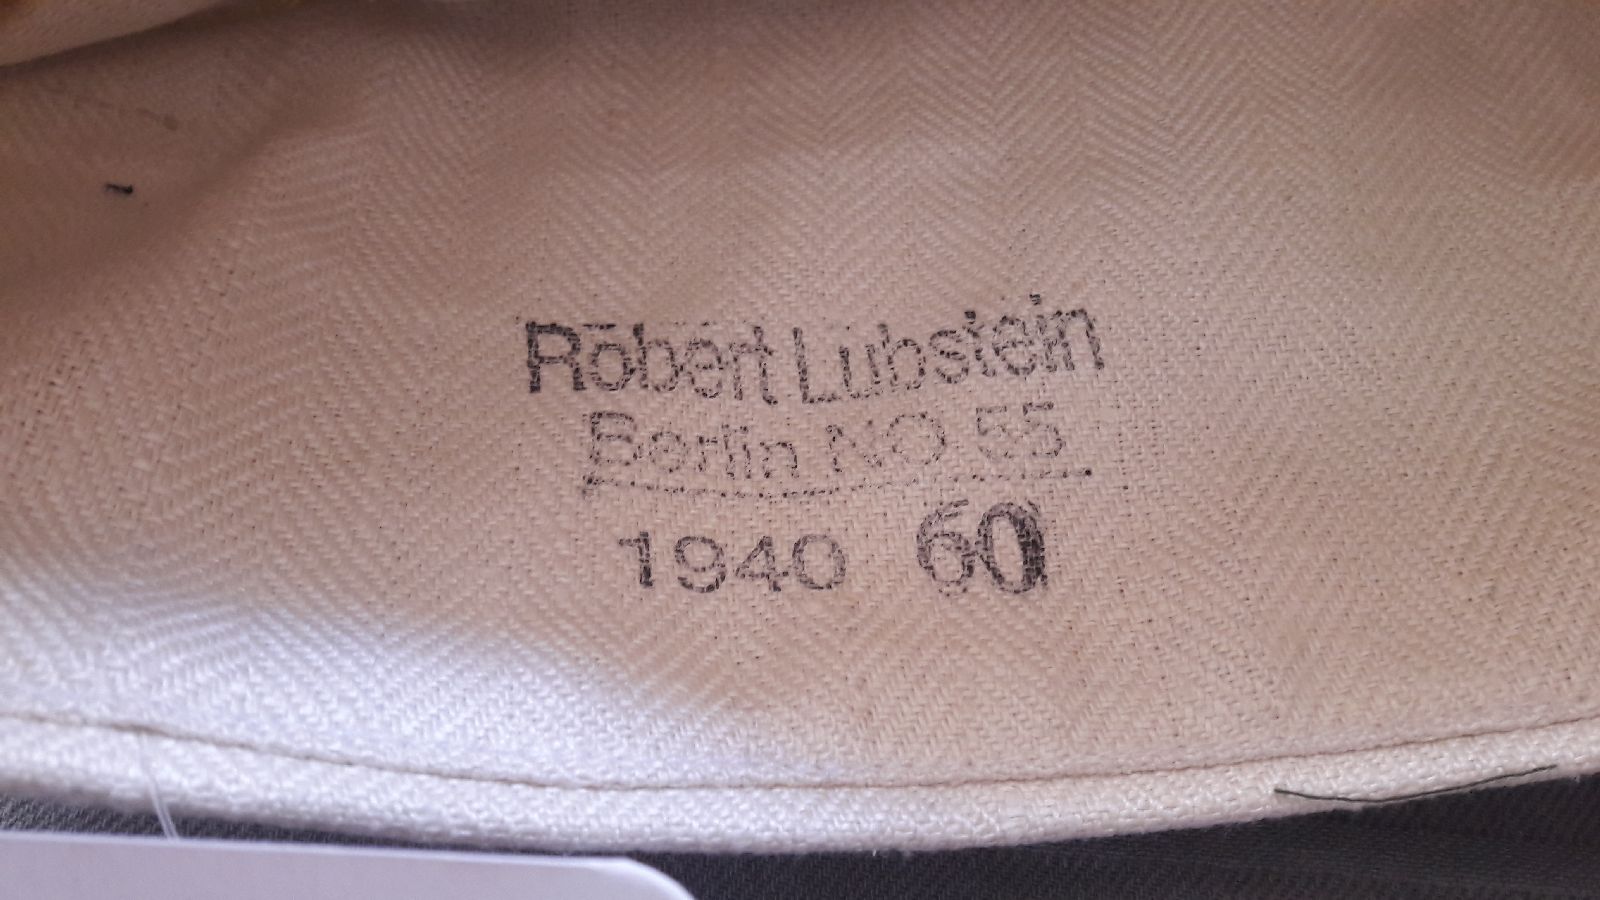 Robert Lubstein
Berlin NO 55
1940 60